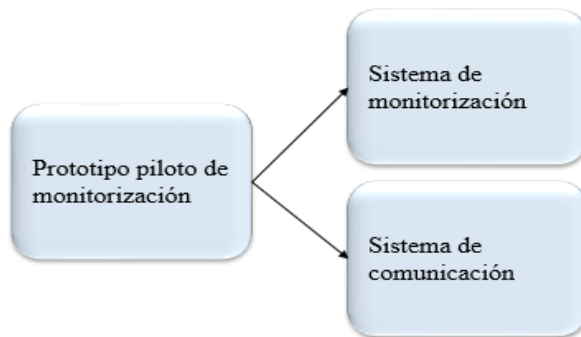 Prototipo piloto de
monitorización
Sistema de
monitorización
Sistema de
comunicación